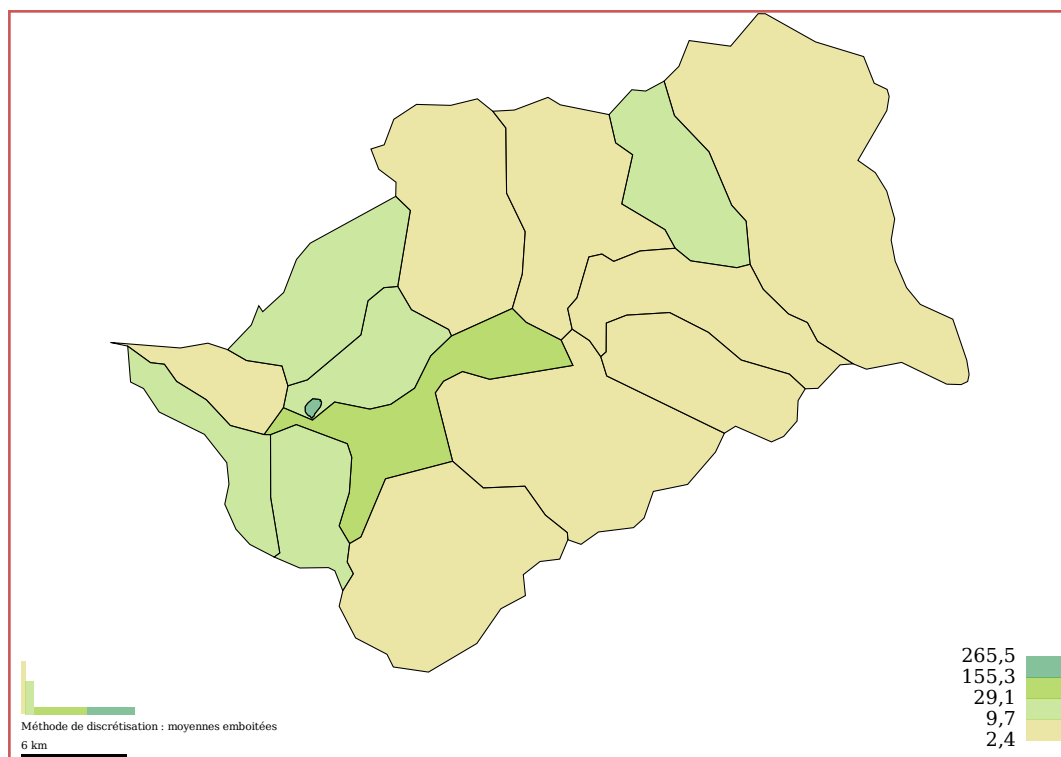 265,5
155,3
29,1
9,7
2,4
Méthode de discrétisation : moyennes emboitées
6 km